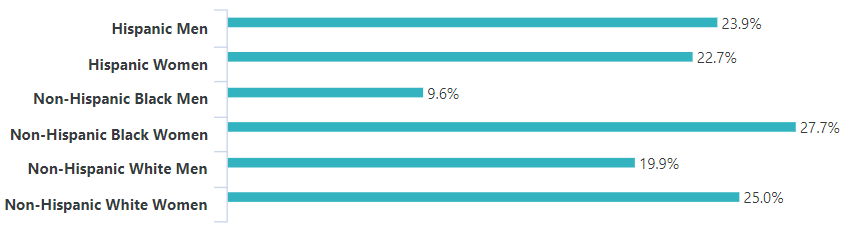 Hispanic Men 23.9%
Hispanic Women 22.7%
Non-Hispanic Black Men 9.6%
Non-Hispanic Black Women 27.7%
Non-Hispanic White Men 19.9%
Non-Hispanic White Women 25.0%